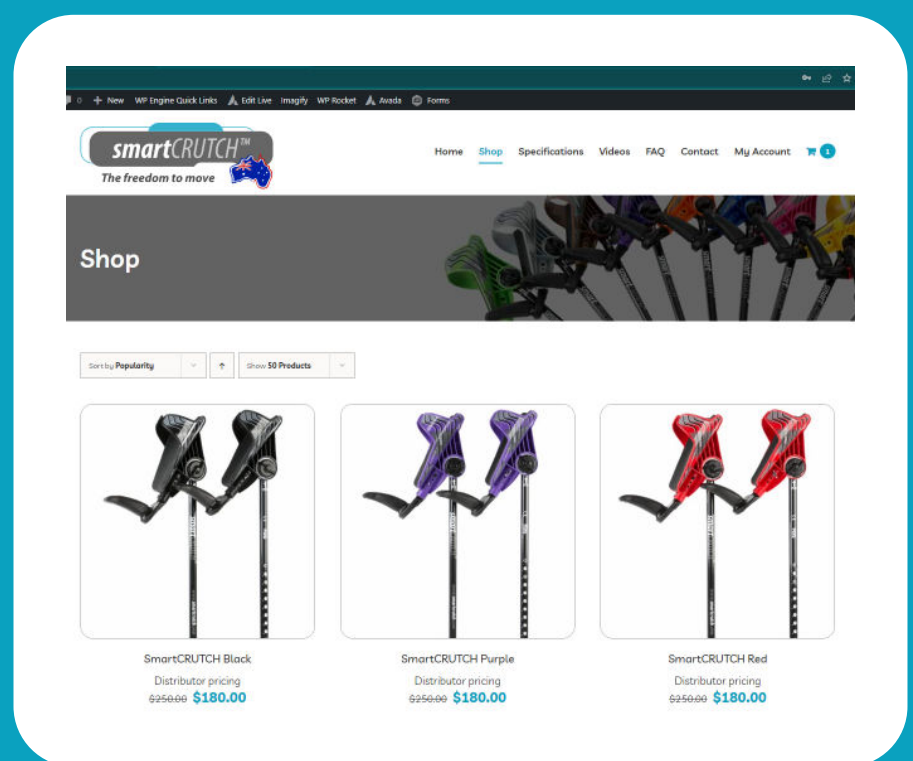 0 New WP Engine Quick Links Edit Live Imagify WP Rocket Avada Forms
smartCRUTCH™
The freedom to move
Home Shop Specifications Videos FAQ Contact My Account 1
Shop
Sort by Popularity Show 50 Products
SmartCRUTCH Black SmartCRUTCH Purple SmartCRUTCH Red
Distributor pricing Distributor pricing Distributor pricing
$250.00 $180.00 $250.00 $180.00 $250.00 $180.00